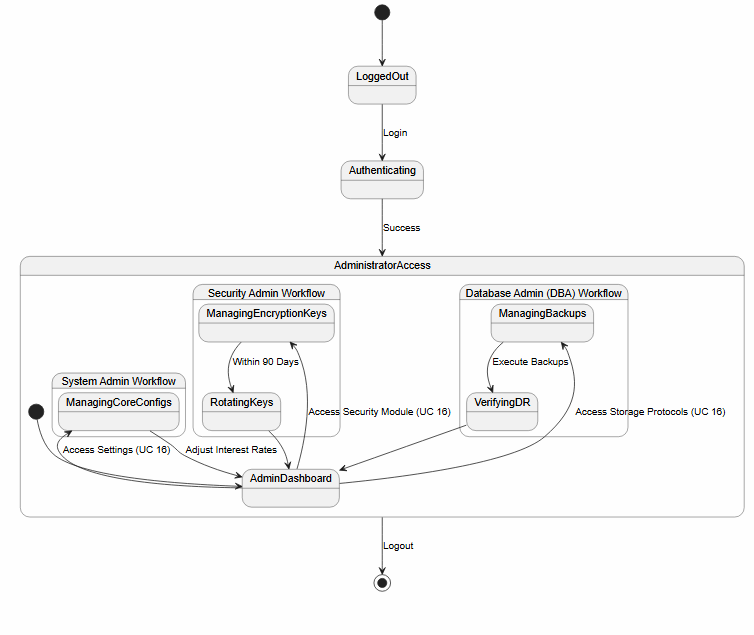 LoggedOut
Login
Authenticating
Success
AdministratorAccess
Security Admin Workflow
Database Admin (DBA) Workflow
ManagingEncryptionKeys
ManagingBackups
Within 90 Days
Execute Backups
System Admin Workflow
ManagingCoreConfigs
RotatingKeys
VerifyingDR
Access Security Module (UC 16)
Access Storage Protocols (UC 16)
Access Settings (UC 16)
Adjust Interest Rates
AdminDashboard
Logout